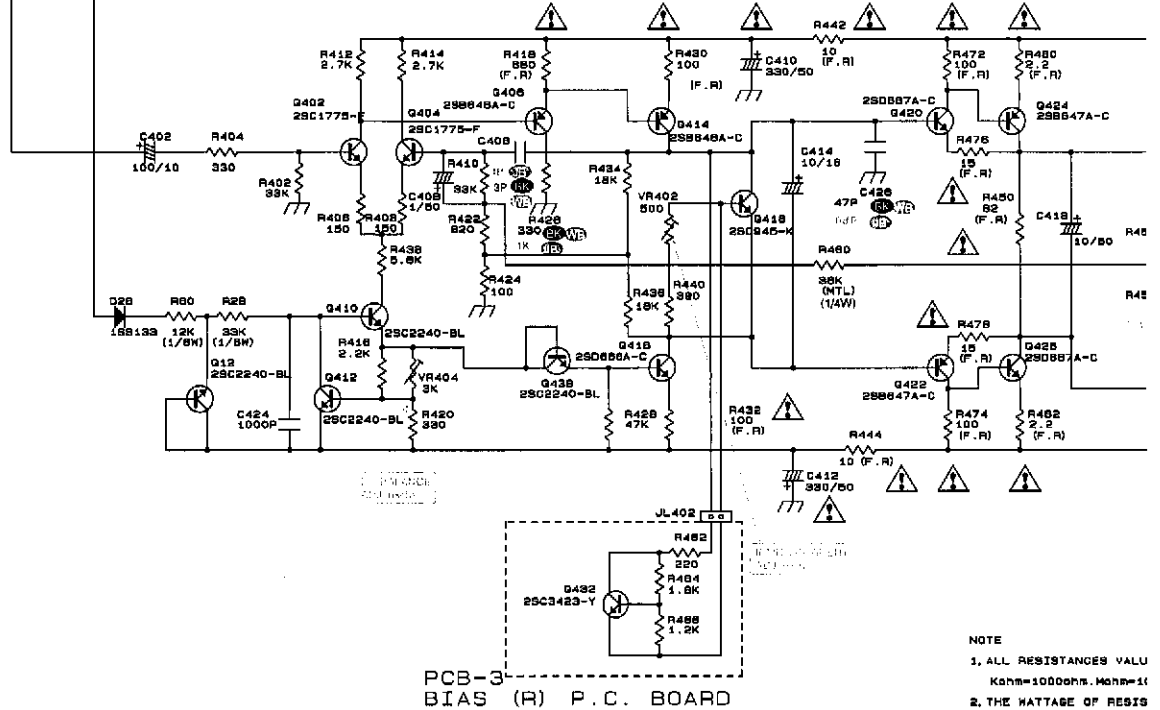 R442
10
(F.R)
R412
2.7K
R414
2.7K
R418
680
(F.R)
R430
100
(F.R)
C410
330/50
R472
100
(F.R)
R480
2.2
(F.R)
Q402
2SC1775-F
Q404
2SC1775-F
Q406
2SB648A-C
Q414
2SB648A-C
2SD667A-C
Q420
Q424
2SB647A-C
C402
100/10
R404
330
R402
33K
C408
1P
3P
R410
33K
C406
1/50
R434
18K
VR402
500
C414
10/16
R476
15
(F.R)
C426
47P
R406
150
R408
150
R422
820
R426
330
1K
Q416
2SC945-K
R450
82
(F.R)
C418
10/50
R438
5.6K
R424
100
R460
36K
(MTL)
(1/4W)
R436
18K
R440
390
D26
1SS133
R60
12K
(1/8W)
R28
33K
(1/8W)
Q410
2SC2240-BL
R416
2.2K
Q12
2SC2240-BL
Q412
2SC2240-BL
VR404
3K
Q418
2SD666A-C
Q438
2SC2240-BL
R478
15
(F.R)
Q422
2SB647A-C
2SD667A-C
C424
1000P
R420
330
R428
47K
R432
100
(F.R)
R474
100
(F.R)
R482
2.2
(F.R)
R444
10 (F.R)
C412
330/50
JL402
R462
220
R464
1.8K
Q432
2SC3423-Y
R466
1.2K
PCB-3
BIAS (R) P.C. BOARD
NOTE
1. ALL RESISTANCES VALU
Kohm=1000ohm. Mohm=10
2. THE WATTAGE OF RESIS